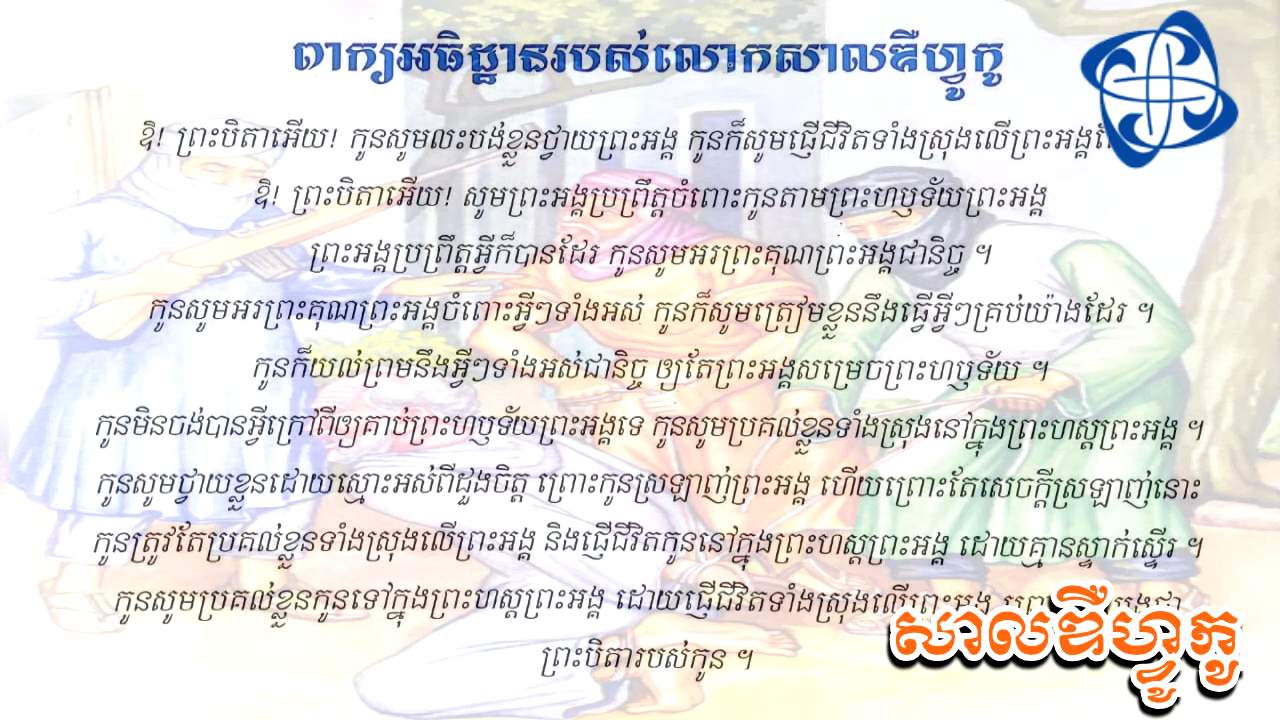 ពាក្យអធិដ្ឋានរបស់លោកសាលឌីហ្វូកូ
ឱ! ព្រះបិតាអើយ! កូនសូមលះបង់ខ្លួនថ្វាយព្រះអង្គ កូនក៏សូមផ្ញើជីវិតទាំងស្រុងលើព្រះអង្គ
ឱ! ព្រះបិតាអើយ! សូមព្រះអង្គប្រព្រឹត្តចំពោះកូនតាមព្រះហឫទ័យព្រះអង្គ
ព្រះអង្គប្រព្រឹត្តអ្វីក៏បានដែរ កូនសូមអរព្រះគុណព្រះអង្គជានិច្ច ។
កូនសូមអរព្រះគុណព្រះអង្គចំពោះអ្វីៗទាំងអស់ កូនក៏សូមត្រៀមខ្លួននឹងធ្វើអ្វីៗគ្រប់យ៉ាងដែរ ។
កូនក៏យល់ព្រមនឹងអ្វីៗទាំងអស់ជានិច្ច ឲ្យតែព្រះអង្គសម្រេចព្រះហឫទ័យ ។
កូនមិនចង់បានអ្វីក្រៅពីឲ្យគាប់ព្រះហឫទ័យព្រះអង្គទេ កូនសូមប្រគល់ខ្លួនទាំងស្រុងនៅក្នុងព្រះហស្តព្រះអង្គ ។
កូនសូមថ្វាយខ្លួនដោយស្មោះអស់ពីដួងចិត្ត ព្រោះកូនស្រឡាញ់ព្រះអង្គ ហើយព្រោះតែសេចក្ដីស្រឡាញ់នោះ
កូនត្រូវតែប្រគល់ខ្លួនទាំងស្រុងលើព្រះអង្គ និងផ្ញើជីវិតកូននៅក្នុងព្រះហស្តព្រះអង្គ ដោយគ្មានស្ទាក់ស្ទើរ ។
កូនសូមប្រគល់ខ្លួនកូនទៅក្នុងព្រះហស្តព្រះអង្គ ដោយផ្ញើជីវិតទាំងស្រុងលើព្រះអង្គ
ព្រះបិតារបស់កូន ។
សាលឌីហ្វូកូ